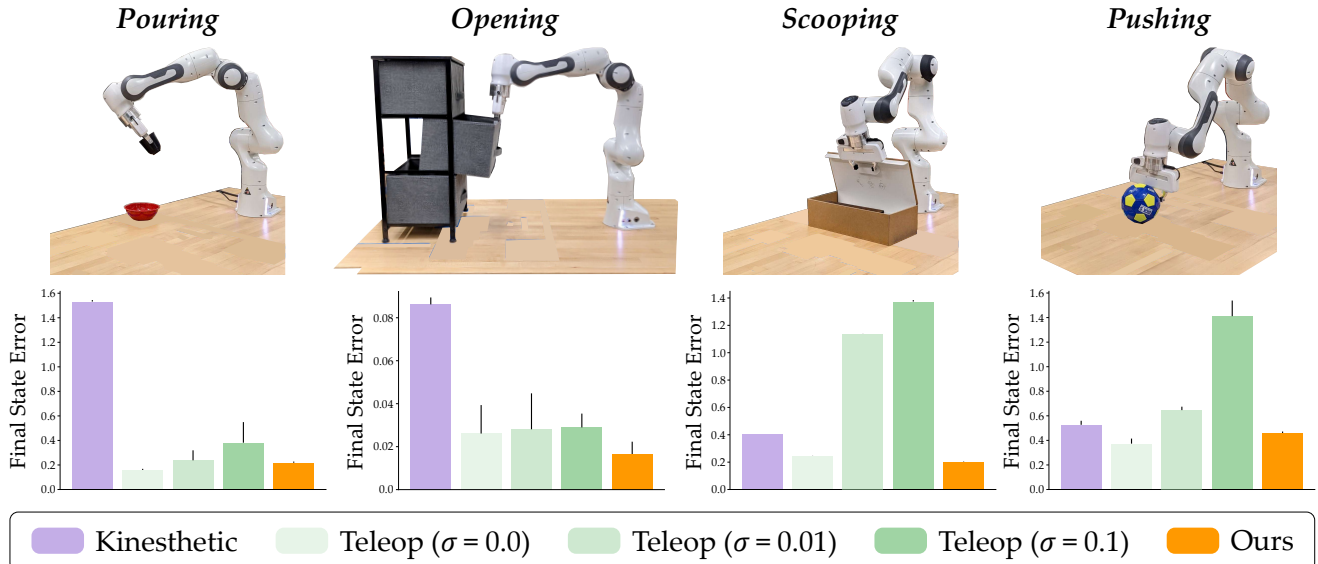 Pouring
Opening
Scooping
Pushing
Final State Error
1.6
1.4
1.2
1.0
0.8
0.6
0.4
0.2
0.0
Final State Error
0.08
0.04
0.02
0.00
Final State Error
1.4
1.2
1.0
0.8
0.6
0.4
0.2
0.0
Final State Error
1.6
1.4
1.2
1.0
0.8
0.6
0.4
0.2
0.0
Kinesthetic
Teleop (σ = 0.0)
Teleop (σ = 0.01)
Teleop (σ = 0.1)
Ours